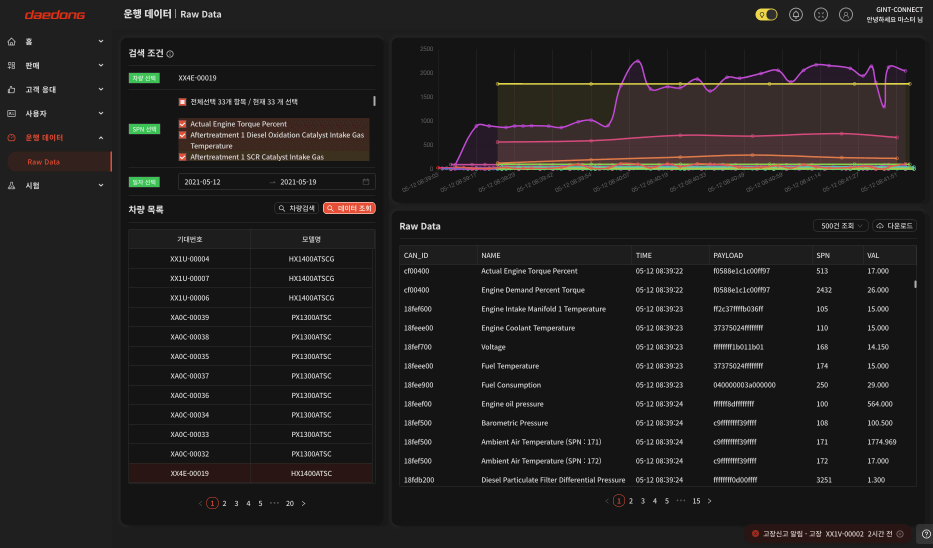 daedong
운행 데이터 | Raw Data
GINT-CONNECT
안녕하세요 마스터 님
홈
판매
고객 응대
사용자
운행 데이터
Raw Data
시험
검색 조건
차량 선택 XX4E-00019
전체선택 33개 항목 / 현재 33 개 선택
SPN 선택
Actual Engine Torque Percent
Aftertreatment 1 Diesel Oxidation Catalyst Intake Gas
Temperature
Aftertreatment 1 SCR Catalyst Intake Gas
일자 선택 2021-05-12 → 2021-05-19
차량 목록 차량검색 데이터 조회
기대번호 모델명
XX1U-00004 HX1400ATSCG
XX1U-00007 HX1400ATSCG
XX1U-00006 HX1400ATSCG
XA0C-00039 PX1300ATSC
XA0C-00038 PX1300ATSC
XA0C-00035 PX1300ATSC
XA0C-00037 PX1300ATSC
XA0C-00036 PX1300ATSC
XA0C-00034 PX1300ATSC
XA0C-00033 PX1300ATSC
XA0C-00032 PX1300ATSC
XX4E-00019 HX1400ATSC
1 2 3 4 5 ··· 20
2500
2000
1500
1000
500
0
Raw Data 500건 조회 다운로드
CAN_ID NAME TIME PAYLOAD SPN VAL
cf00400 Actual Engine Torque Percent 05-12 08:39:22 f0588e1c1c00ff97 513 17.000
cf00400 Engine Demand Percent Torque 05-12 08:39:22 f0588e1c1c00ff97 2432 26.000
18fef600 Engine Intake Manifold 1 Temperature 05-12 08:39:23 ff2c37ffffb036ff 105 15.000
18feee00 Engine Coolant Temperature 05-12 08:39:23 37375024ffffffff 110 15.000
18fef700 Voltage 05-12 08:39:23 ffffffff1b011b01 168 14.150
18feee00 Fuel Temperature 05-12 08:39:23 37375024ffffffff 174 15.000
18fee900 Fuel Consumption 05-12 08:39:23 040000003a000000 250 29.000
18feef00 Engine oil pressure 05-12 08:39:24 ffffff8dffffffff 100 564.000
18fef500 Barometric Pressure 05-12 08:39:24 c9ffffffff39ffff 108 100.500
18fef500 Ambient Air Temperature (SPN : 171) 05-12 08:39:24 c9ffffffff39ffff 171 1774.969
18fef500 Ambient Air Temperature (SPN : 172) 05-12 08:39:24 c9ffffffff39ffff 172 17.000
18fdb200 Diesel Particulate Filter Differential Pressure 05-12 08:39:24 ffffffff0d00ffff 3251 1.300
1 2 3 4 5 ··· 15
고장신고 알림 - 고장 XX1V-00002 2시간 전